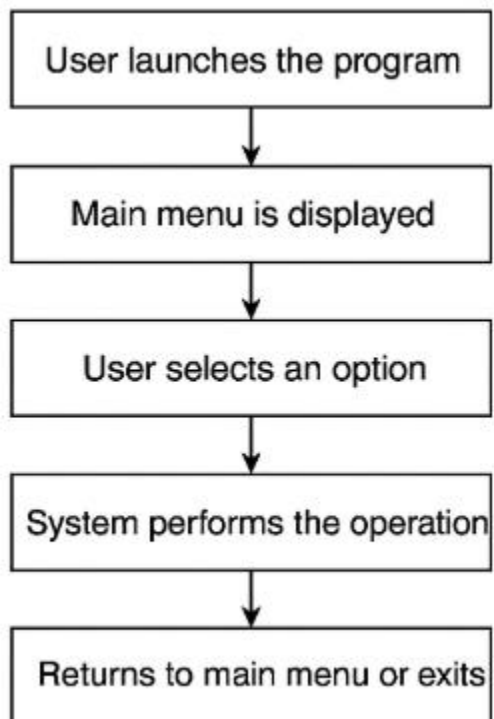 User launches the program
Main menu is displayed
User selects an option
System performs the operation
Returns to main menu or exits